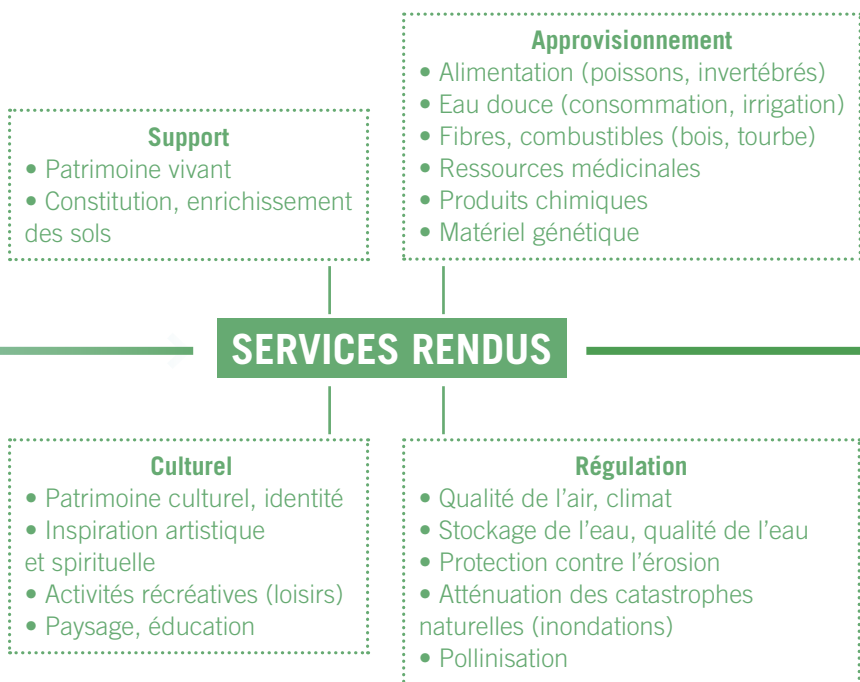 Support
• Patrimoine vivant
• Constitution, enrichissement
des sols
Approvisionnement
• Alimentation (poissons, invertébrés)
• Eau douce (consommation, irrigation)
• Fibres, combustibles (bois, tourbe)
• Ressources médicinales
• Produits chimiques
• Matériel génétique
SERVICES RENDUS
Culturel
• Patrimoine culturel, identité
• Inspiration artistique
et spirituelle
• Activités récréatives (loisirs)
• Paysage, éducation
Régulation
• Qualité de l’air, climat
• Stockage de l’eau, qualité de l’eau
• Protection contre l’érosion
• Atténuation des catastrophes
naturelles (inondations)
• Pollinisation